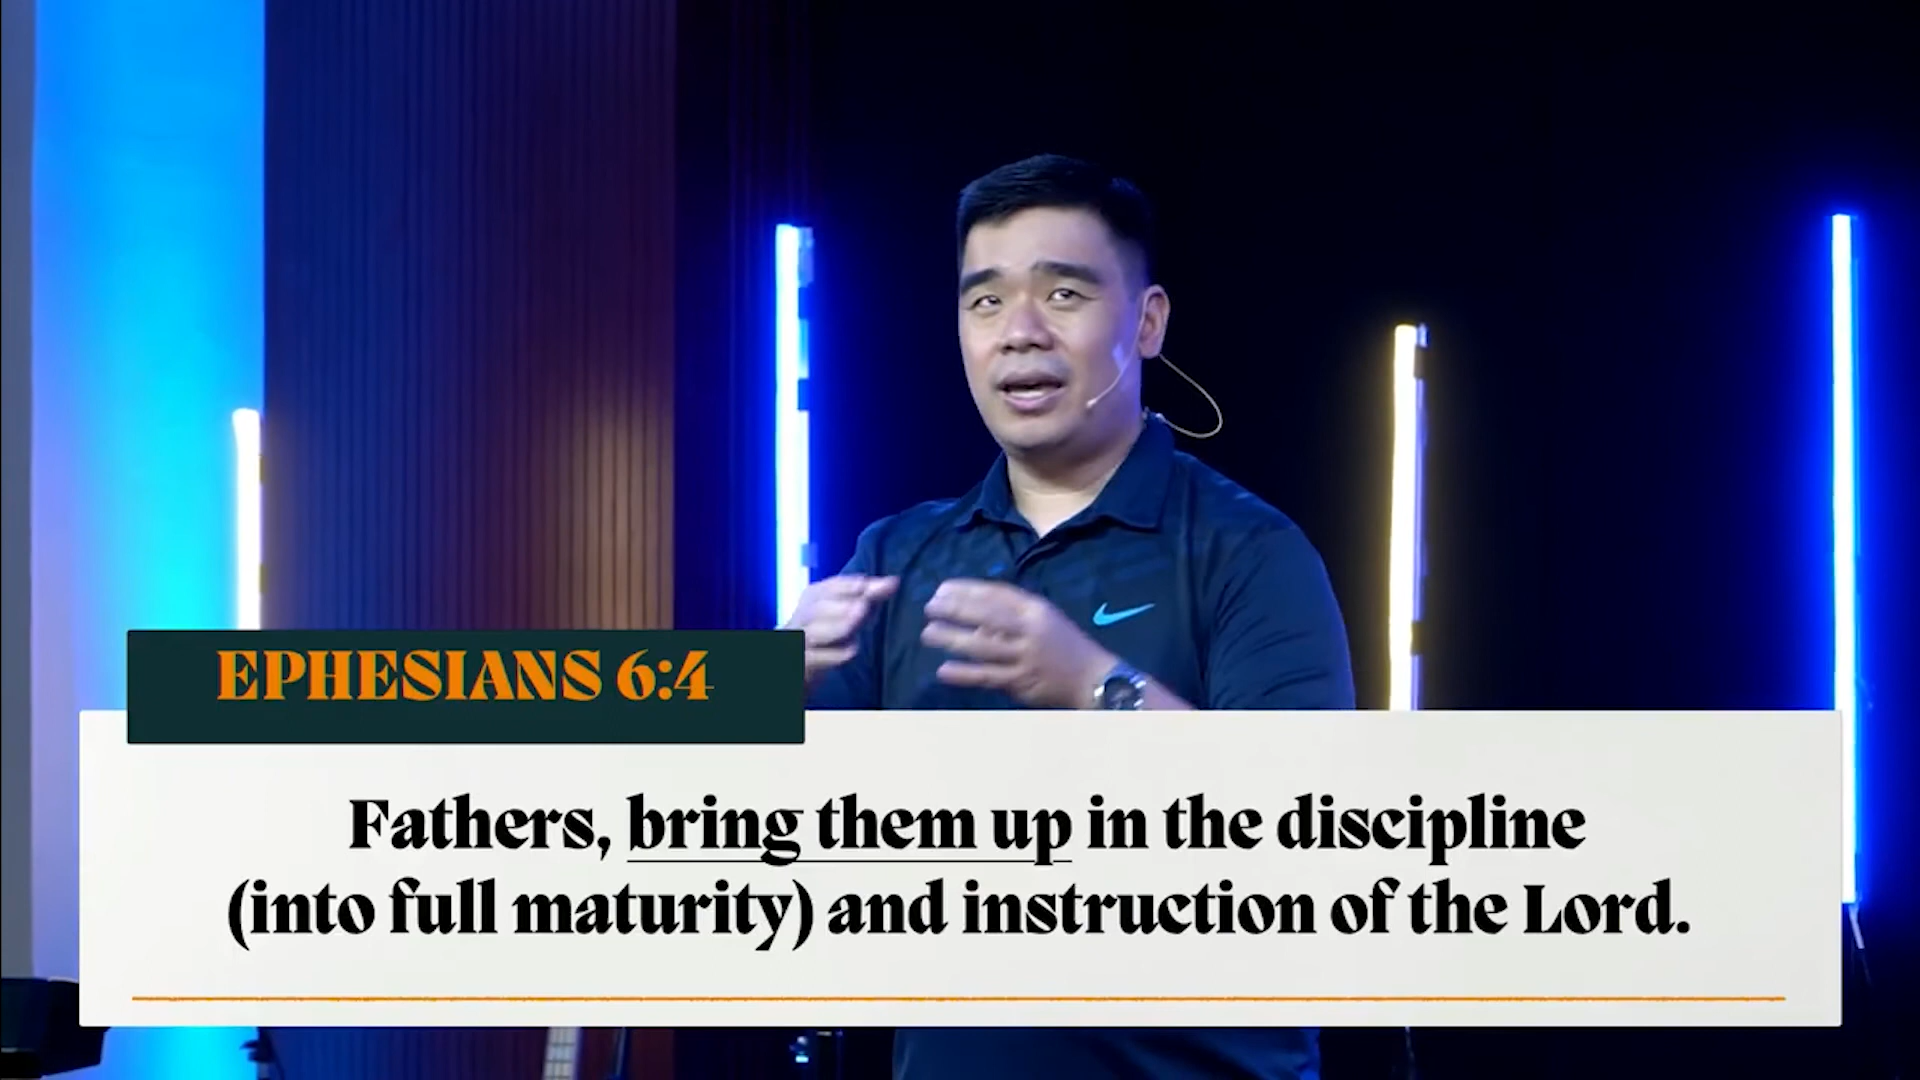 EPHESIANS 6:4
Fathers, bring them up in the discipline
(into full maturity) and instruction of the Lord.